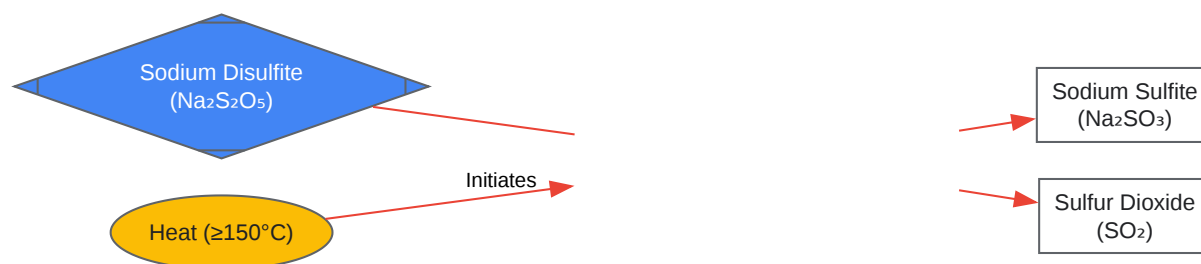 Sodium Disulfite
(Na₂S₂O₅)
Initiates
Heat (≥150°C)
Sodium Sulfite
(Na₂SO₃)
Sulfur Dioxide
(SO₂)